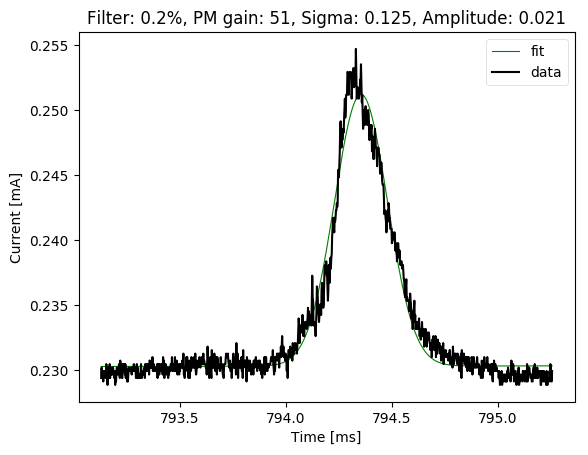 Filter: 0.2%, PM gain: 51, Sigma: 0.125, Amplitude: 0.021
fit
data
0.255
0.250
0.245
0.240
0.235
0.230
Current [mA]
793.5
794.0
794.5
795.0
Time [ms]